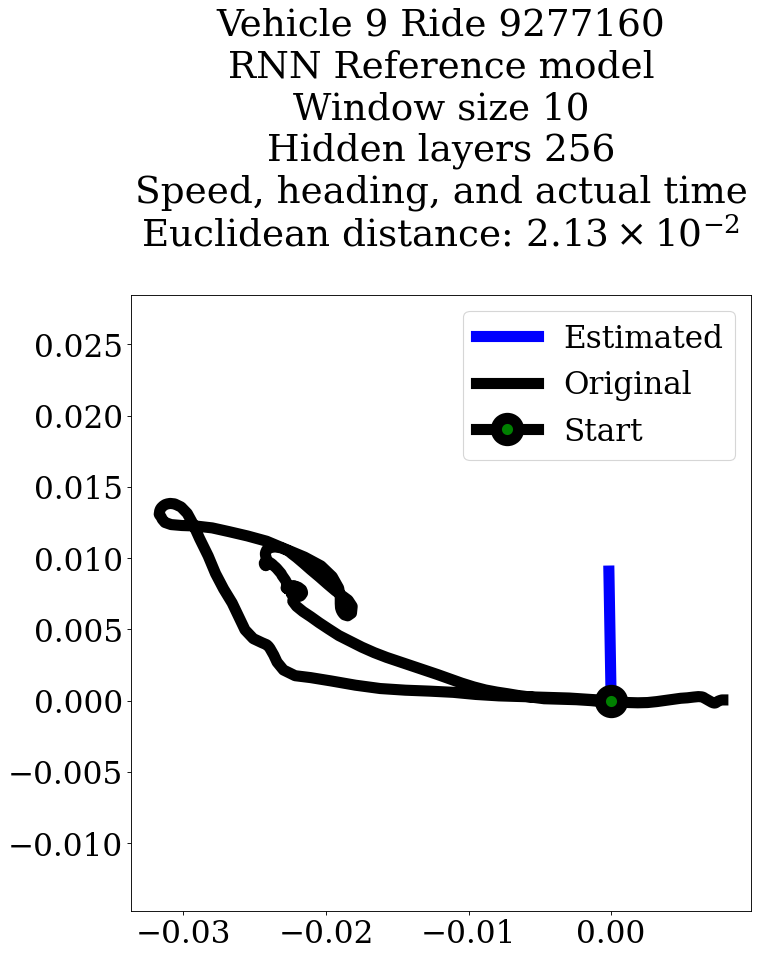 Vehicle 9 Ride 9277160
RNN Reference model
Window size 10
Hidden layers 256
Speed, heading, and actual time
Euclidean distance: 2.13 × 10⁻²
Estimated
Original
Start
0.025
0.020
0.015
0.010
0.005
0.000
−0.005
−0.010
−0.03 −0.02 −0.01 0.00